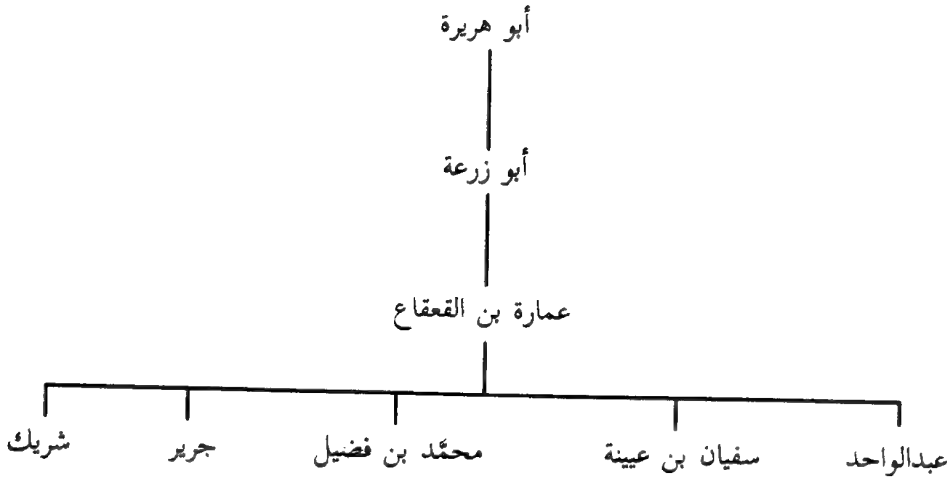 أبو هريرة
أبو زرعة
عمارة بن القعقاع
عبدالواحد
سفيان بن عيينة
محمَّد بن فضيل
جرير
شريك